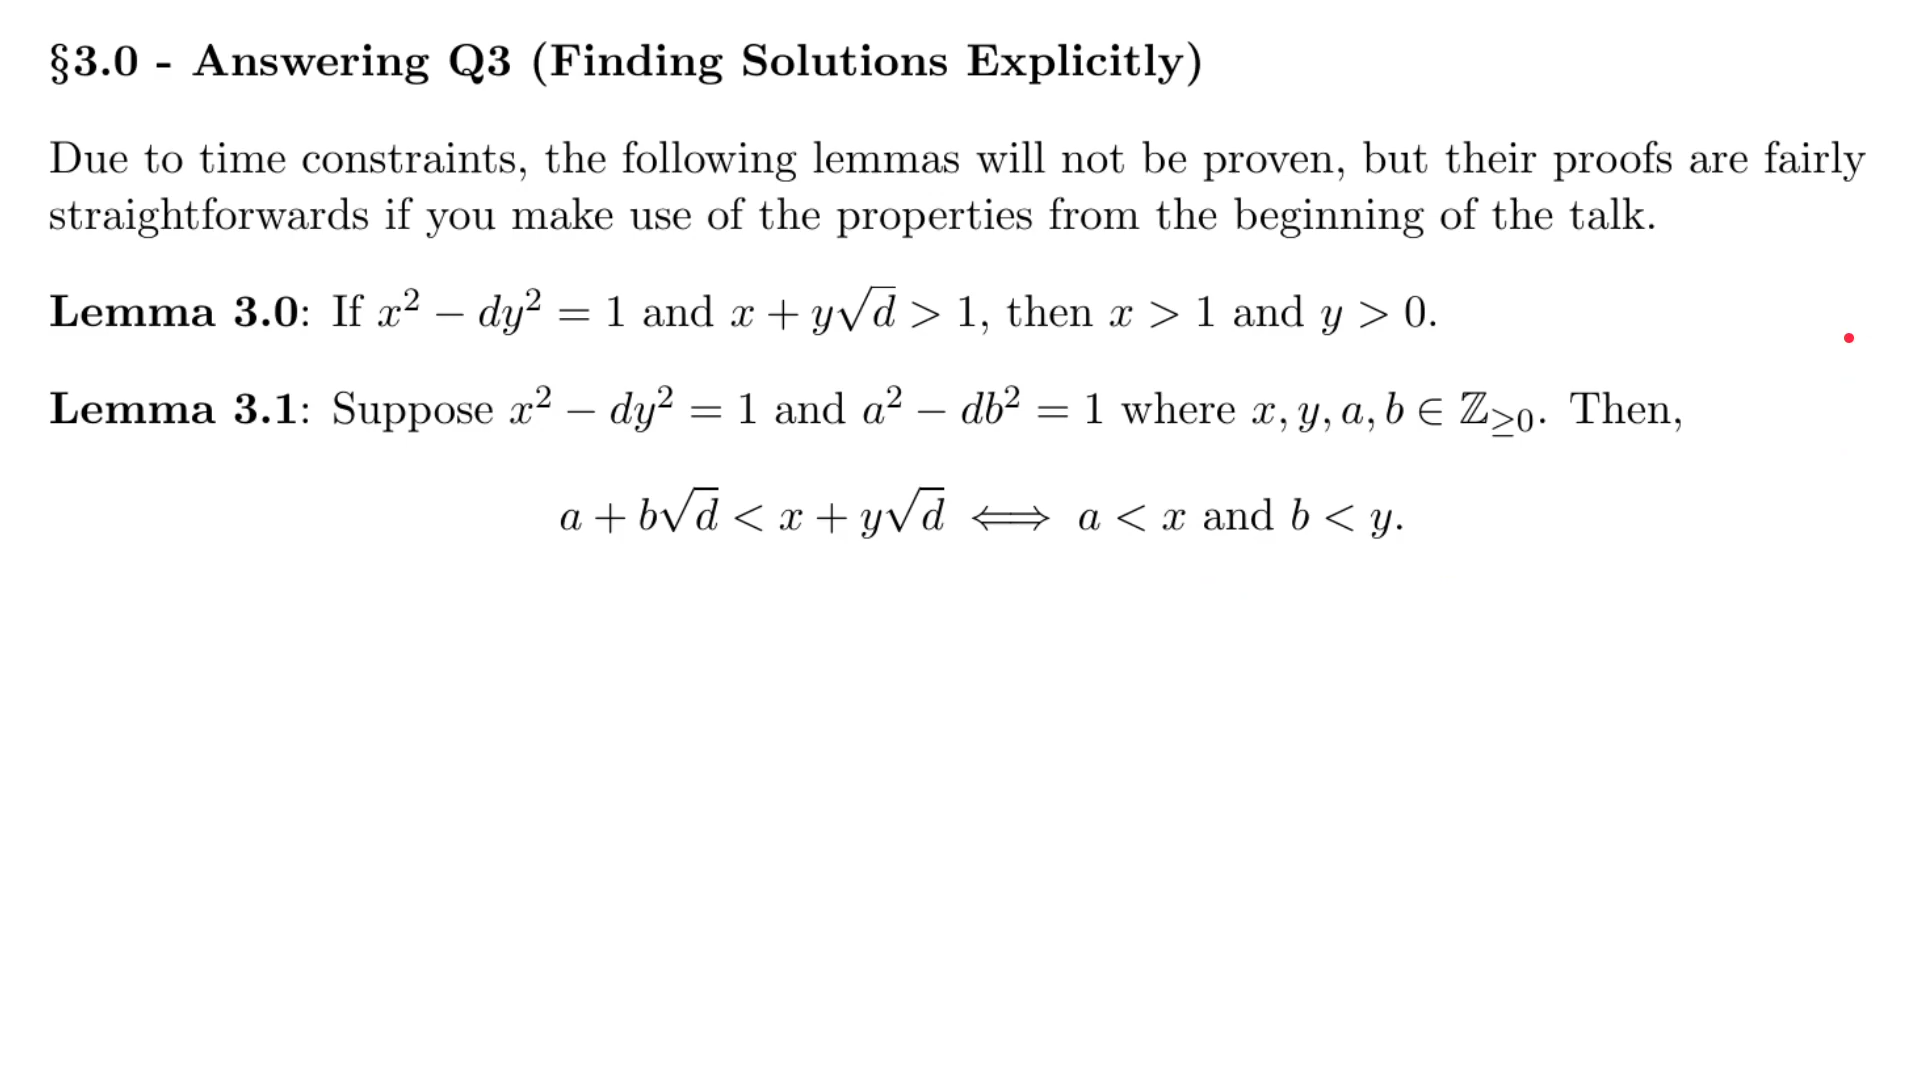 §3.0 - Answering Q3 (Finding Solutions Explicitly)
Due to time constraints, the following lemmas will not be proven, but their proofs are fairly
straightforwards if you make use of the properties from the beginning of the talk.
Lemma 3.0: If x² − dy² = 1 and x + y√d > 1, then x > 1 and y > 0.
Lemma 3.1: Suppose x² − dy² = 1 and a² − db² = 1 where x, y, a, b ∈ ℤ≥0. Then,
a + b√d < x + y√d ⟺ a < x and b < y.